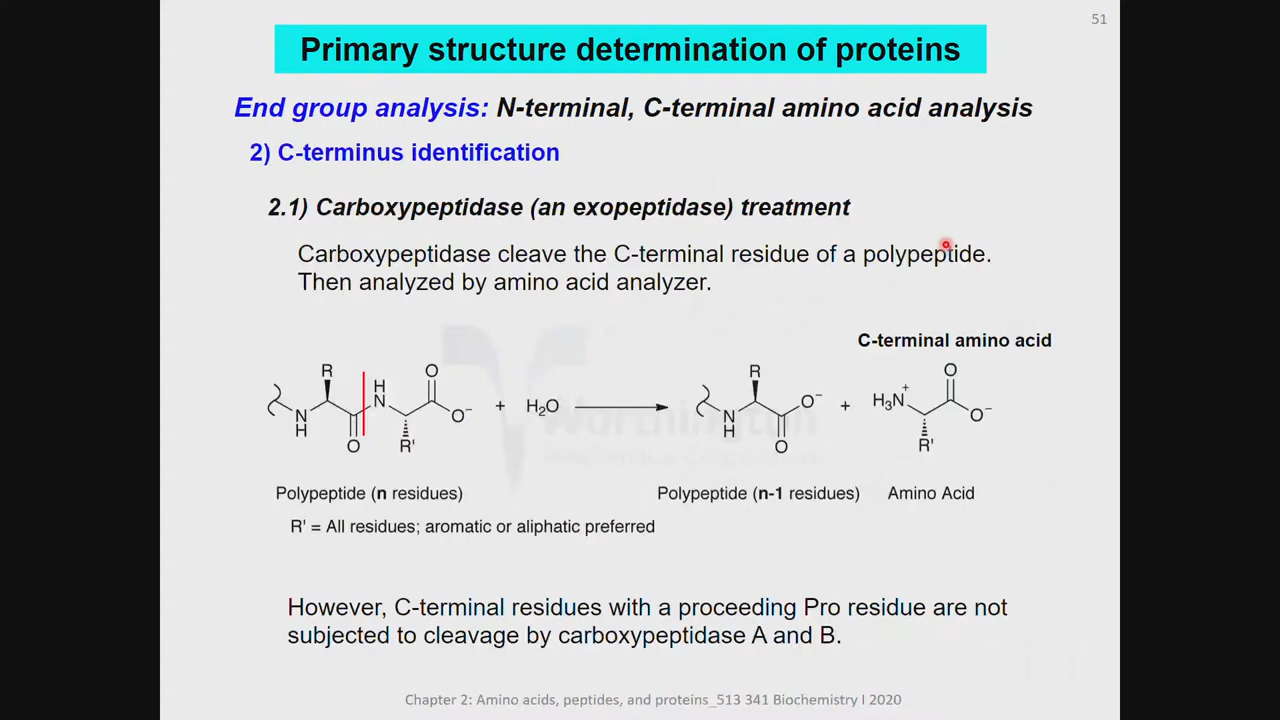 51
Primary structure determination of proteins
End group analysis: N-terminal, C-terminal amino acid analysis
2) C-terminus identification
2.1) Carboxypeptidase (an exopeptidase) treatment
Carboxypeptidase cleave the C-terminal residue of a polypeptide.
Then analyzed by amino acid analyzer.
C-terminal amino acid
R H N O N H O R' O⁻ + H₂O R N H O⁻ O + H₃N⁺ O O⁻ R'
Polypeptide (n residues) Polypeptide (n-1 residues) Amino Acid
R' = All residues; aromatic or aliphatic preferred
Worthington
However, C-terminal residues with a proceeding Pro residue are not
subjected to cleavage by carboxypeptidase A and B.
Chapter 2: Amino acids, peptides, and proteins_513 341 Biochemistry I 2020